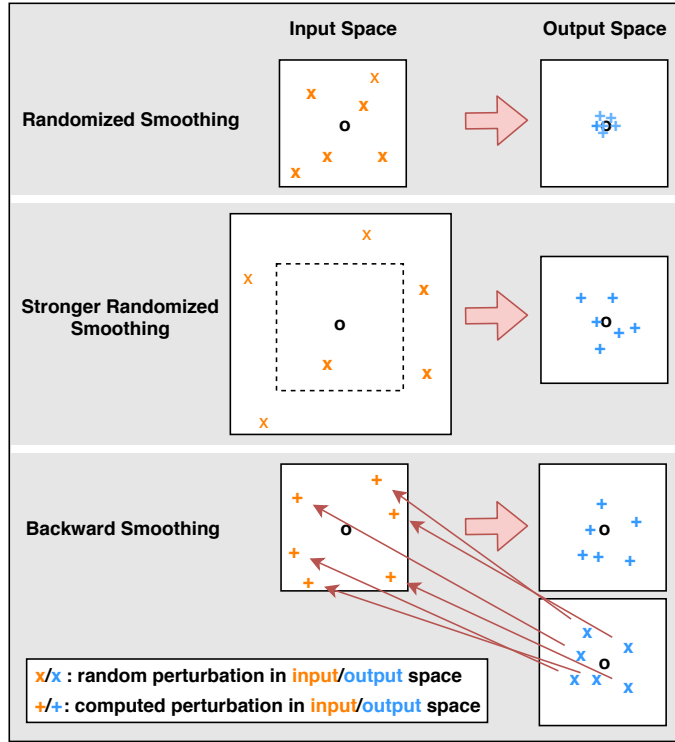 Input Space
Output Space
Randomized Smoothing
x
x
x
o
x
x
x
+
+
+
+
+
+
o
Stronger Randomized
Smoothing
x
x
x
o
x
x
x
+
+
+
o
+
+
+
Backward Smoothing
+
+
+
o
+
+
+
+
+
+
o
+
+
+
x
x
x
o
x
x
x
x/x : random perturbation in input/output space
+/+ : computed perturbation in input/output space